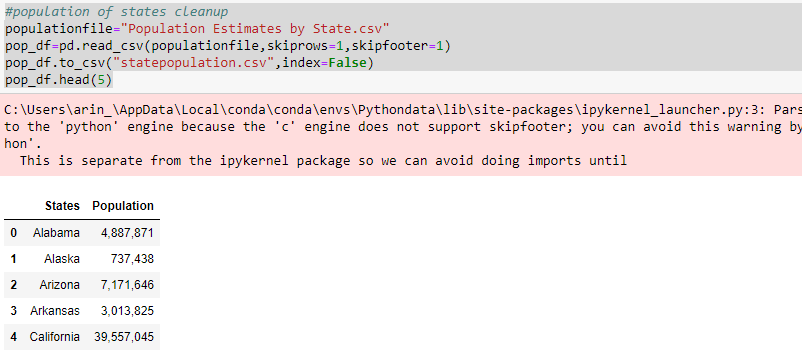 #population of states cleanup
populationfile="Population Estimates by State.csv"
pop_df=pd.read_csv(populationfile,skiprows=1,skipfooter=1)
pop_df.to_csv("statepopulation.csv",index=False)
pop_df.head(5)
C:\Users\arin_\AppData\Local\conda\conda\envs\Pythondata\lib\site-packages\ipykernel_launcher.py:3: Pars
to the 'python' engine because the 'c' engine does not support skipfooter; you can avoid this warning by
hon'.
This is separate from the ipykernel package so we can avoid doing imports until
States Population
0 Alabama 4,887,871
1 Alaska 737,438
2 Arizona 7,171,646
3 Arkansas 3,013,825
4 California 39,557,045